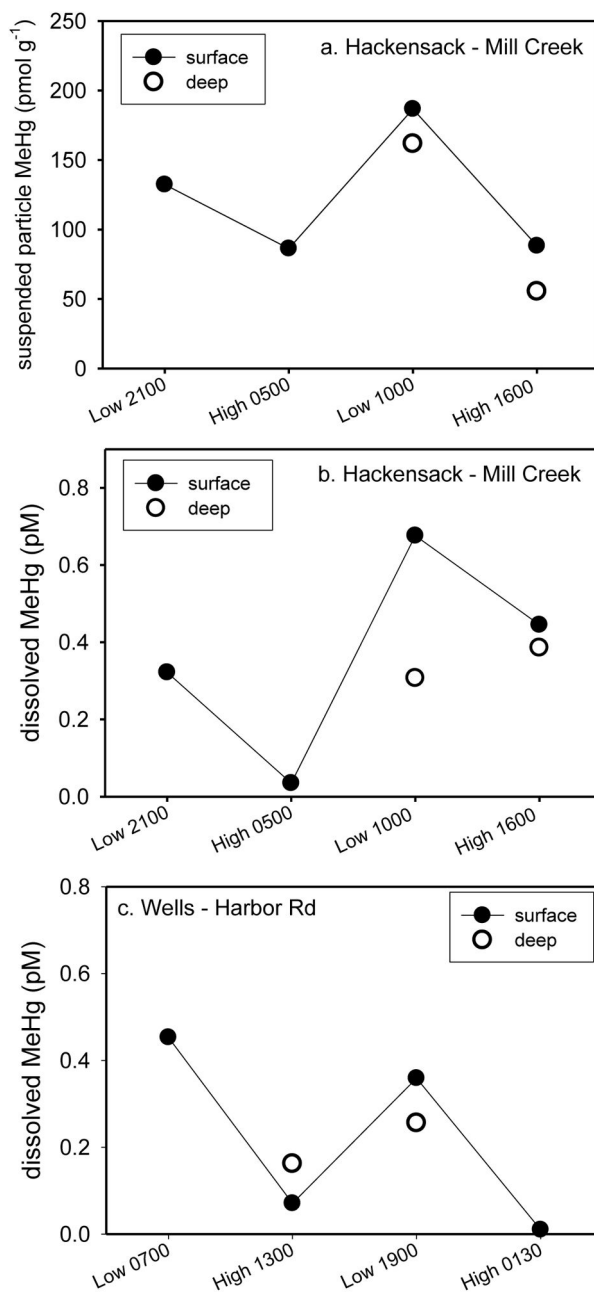 a. Hackensack - Mill Creek
surface
deep
suspended particle MeHg (pmol g⁻¹)
250
200
150
100
50
0
Low 2100
High 0500
Low 1000
High 1600
b. Hackensack - Mill Creek
surface
deep
dissolved MeHg (pM)
0.8
0.6
0.4
0.2
0.0
Low 2100
High 0500
Low 1000
High 1600
c. Wells - Harbor Rd
surface
deep
dissolved MeHg (pM)
0.8
0.6
0.4
0.2
0.0
Low 0700
High 1300
Low 1900
High 0130